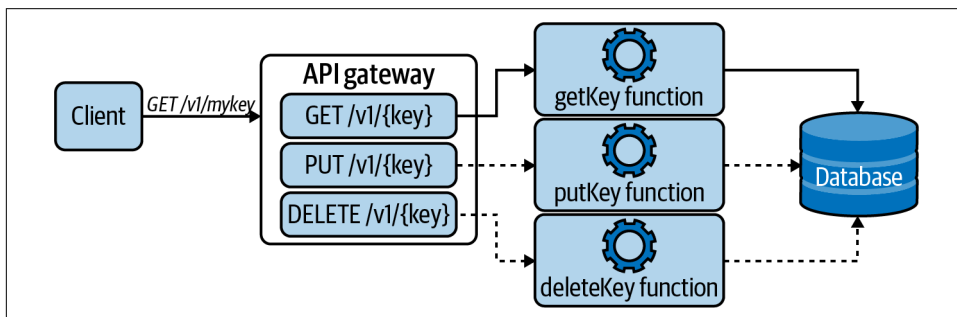 API gateway
Client
GET /v1/mykey
GET /v1/{key}
PUT /v1/{key}
DELETE /v1/{key}
getKey function
putKey function
deleteKey function
Database